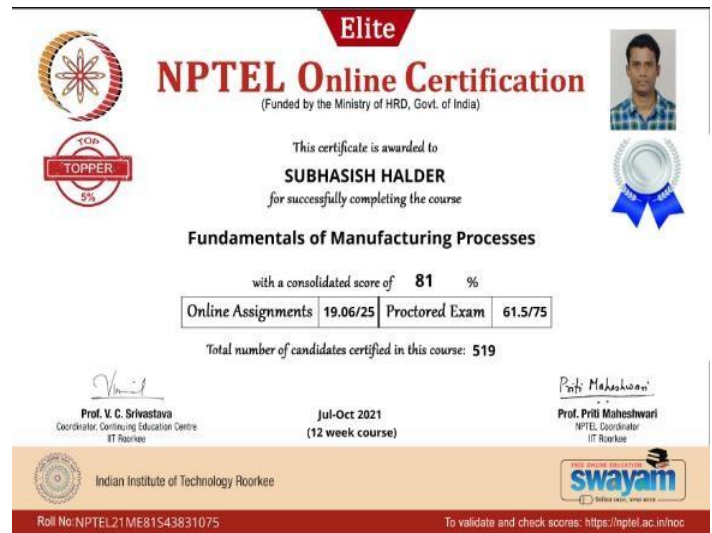 Elite
NPTEL Online Certification
(Funded by the Ministry of HRD, Govt. of India)
TOP
TOPPER
5%
This certificate is awarded to
SUBHASISH HALDER
for successfully completing the course
Fundamentals of Manufacturing Processes
with a consolidated score of 81 %
Online Assignments 19.06/25 Proctored Exam 61.5/75
Total number of candidates certified in this course: 519
Priti Maheshwari
Prof. V. C. Srivastava
Coordinator, Continuing Education Centre
IIT Roorkee
Jul-Oct 2021
(12 week course)
Prof. Priti Maheshwari
NPTEL Coordinator
IIT Roorkee
Indian Institute of Technology Roorkee
FREE ONLINE EDUCATION
swayam
Roll No:NPTEL21ME81S43831075
To validate and check scores: https://nptel.ac.in/noc